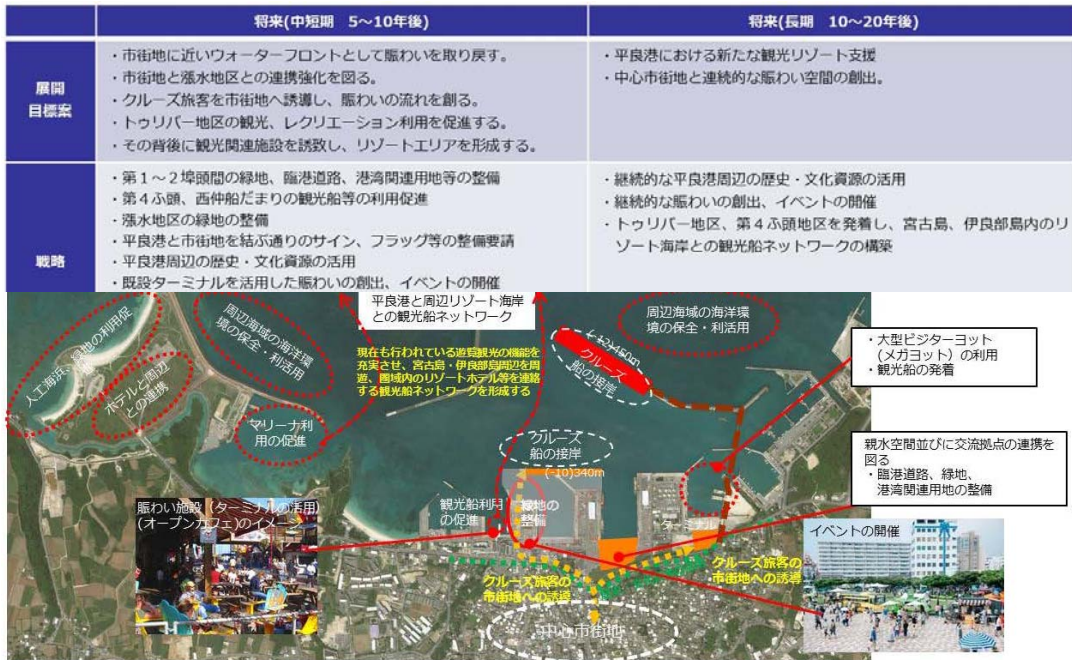 将来(中短期 5～10年後)
将来(長期 10～20年後)
展開
目標案
・市街地に近いウォーターフロントとして賑わいを取り戻す。
・市街地と漲水地区との連携強化を図る。
・クルーズ旅客を市街地へ誘導し、賑わいの流れを創る。
・トゥリバー地区の観光、レクリエーション利用を促進する。
・その背後に観光関連施設を誘致し、リゾートエリアを形成する。
・平良港における新たな観光リゾート支援
・中心市街地と連続的な賑わい空間の創出。
戦略
・第１～２埠頭間の緑地、臨港道路、港湾関連用地等の整備
・第４ふ頭、西仲船だまりの観光船等の利用促進
・漲水地区の緑地の整備
・平良港と市街地を結ぶ通りのサイン、フラッグ等の整備要請
・平良港周辺の歴史・文化資源の活用
・既設ターミナルを活用した賑わいの創出、イベントの開催
・継続的な平良港周辺の歴史・文化資源の活用
・継続的な賑わいの創出、イベントの開催
・トゥリバー地区、第４ふ頭地区を発着し、宮古島、伊良部島内のリ
ゾート海岸との観光船ネットワークの構築
人工海浜、緑地の利用促
ホテルと周辺
との連携
周辺海域の海洋環
境の保全・利活用
マリーナ利
用の促進
平良港と周辺リゾート海岸
との観光船ネットワーク
現在も行われている遊覧観光の機能を
充実させ、宮古島・伊良部島周辺を周
遊、圏域内のリゾートホテル等を連絡
する観光船ネットワークを形成する
クルーズ
船の接岸
周辺海域の海洋環
境の保全・利活用
・大型ビジターヨット
(メガヨット) の利用
・観光船の発着
クルーズ
船の接岸
(-10)340m
親水空間並びに交流拠点の連携を
図る
・臨港道路、緑地、
港湾関連用地の整備
観光船利用
の促進
緑地の
整備
ターミナル
賑わい施設（ターミナルの活用）
(オープンカフェ)のイメージ
クルーズ旅客の
市街地への誘導
クルーズ旅客の
市街地への誘導
中心市街地
イベントの開催